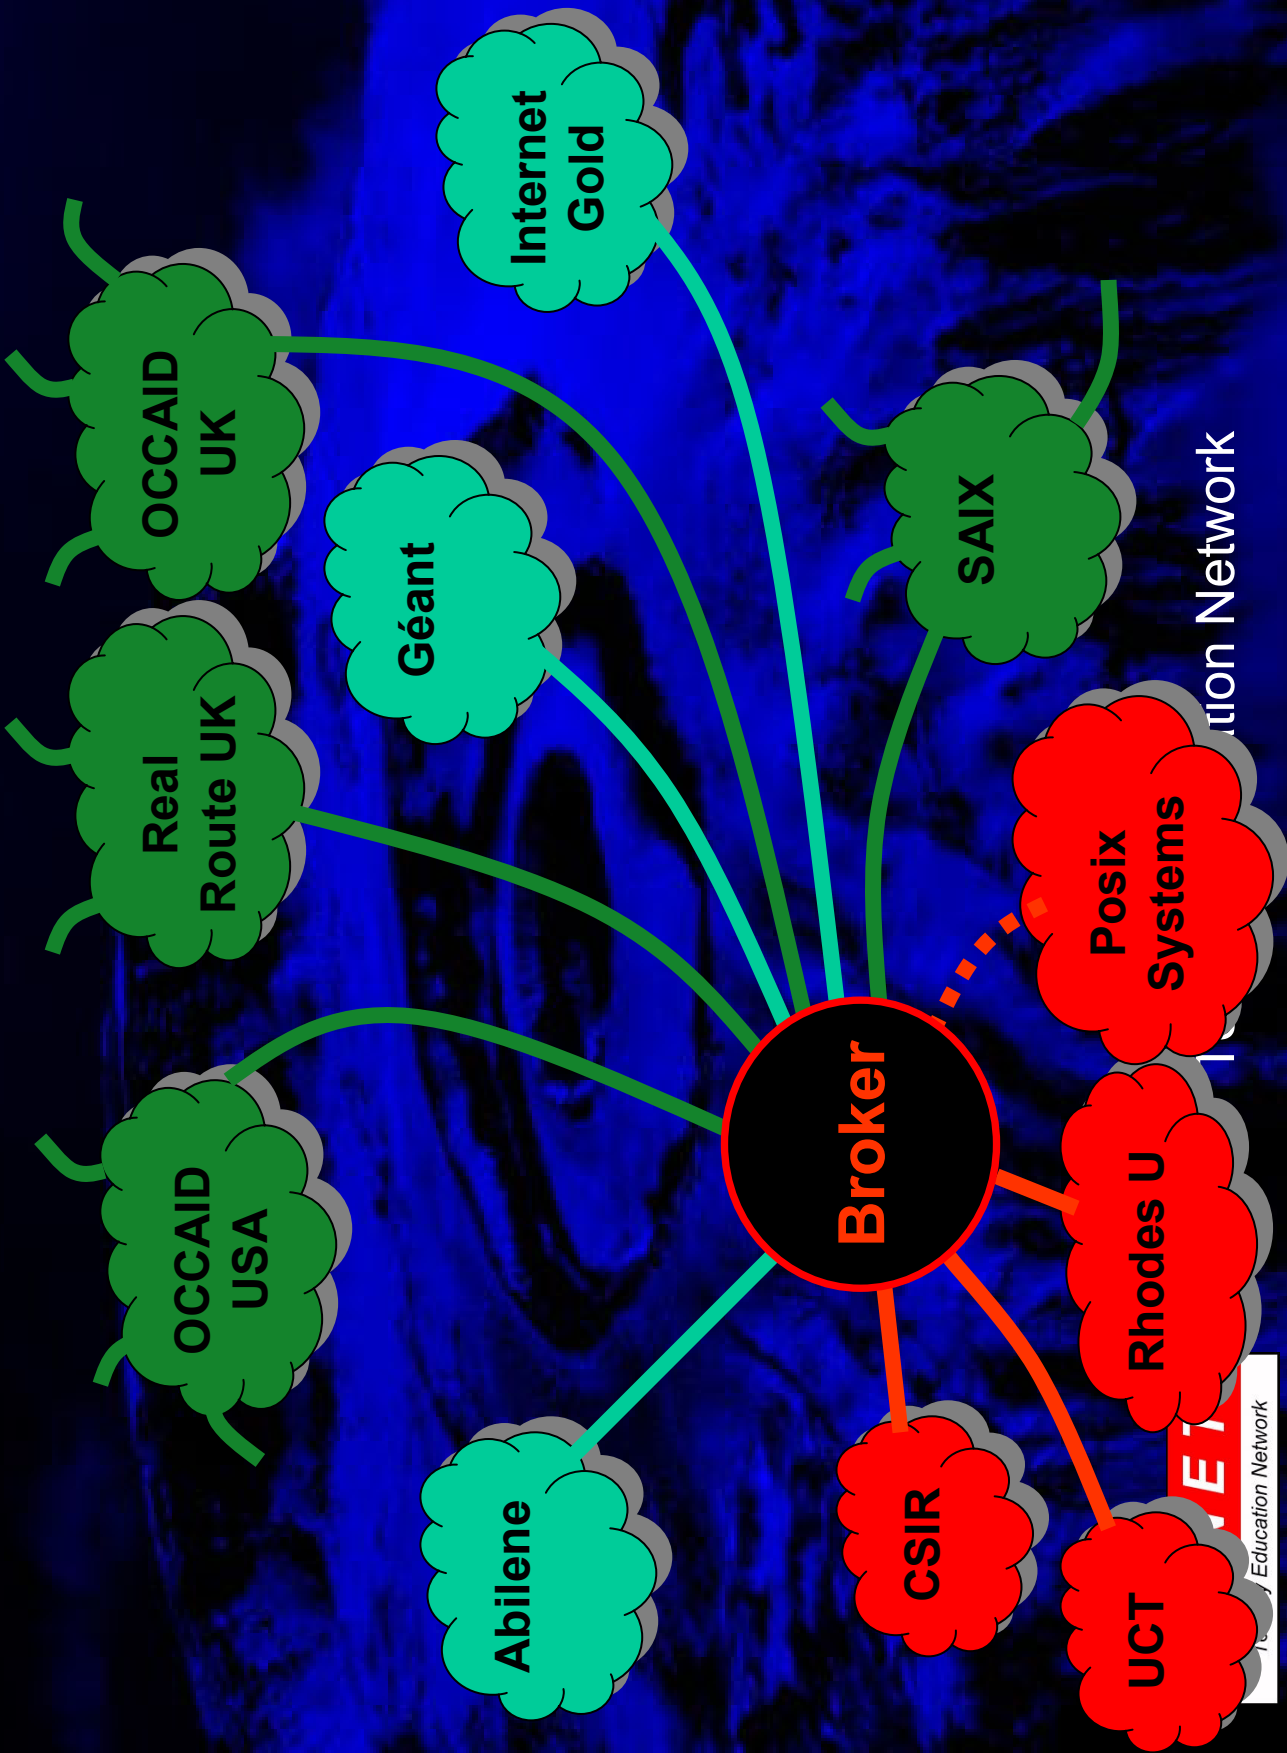 OCCAID
USA
Real
Route UK
OCCAID
UK
Abilene
Géant
Internet
Gold
Broker
SAIX
CSIR
UCT
Rhodes U
Posix
Systems
Network
Education Network